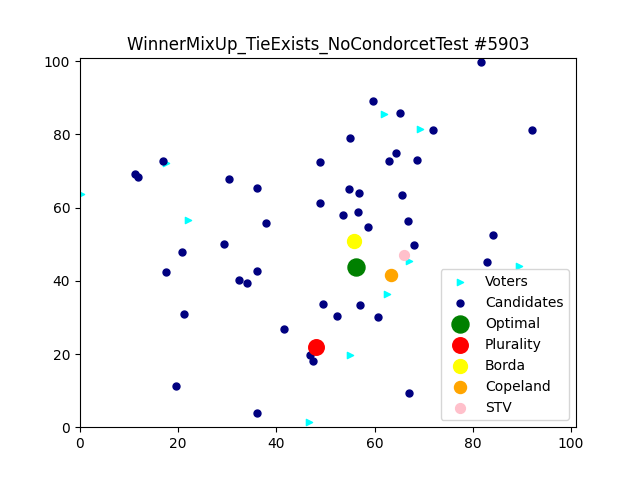 WinnerMixUp_TieExists_NoCondorcetTest #5903
100
80
60
40
20
0
0 20 40 60 80 100
Voters
Candidates
Optimal
Plurality
Borda
Copeland
STV